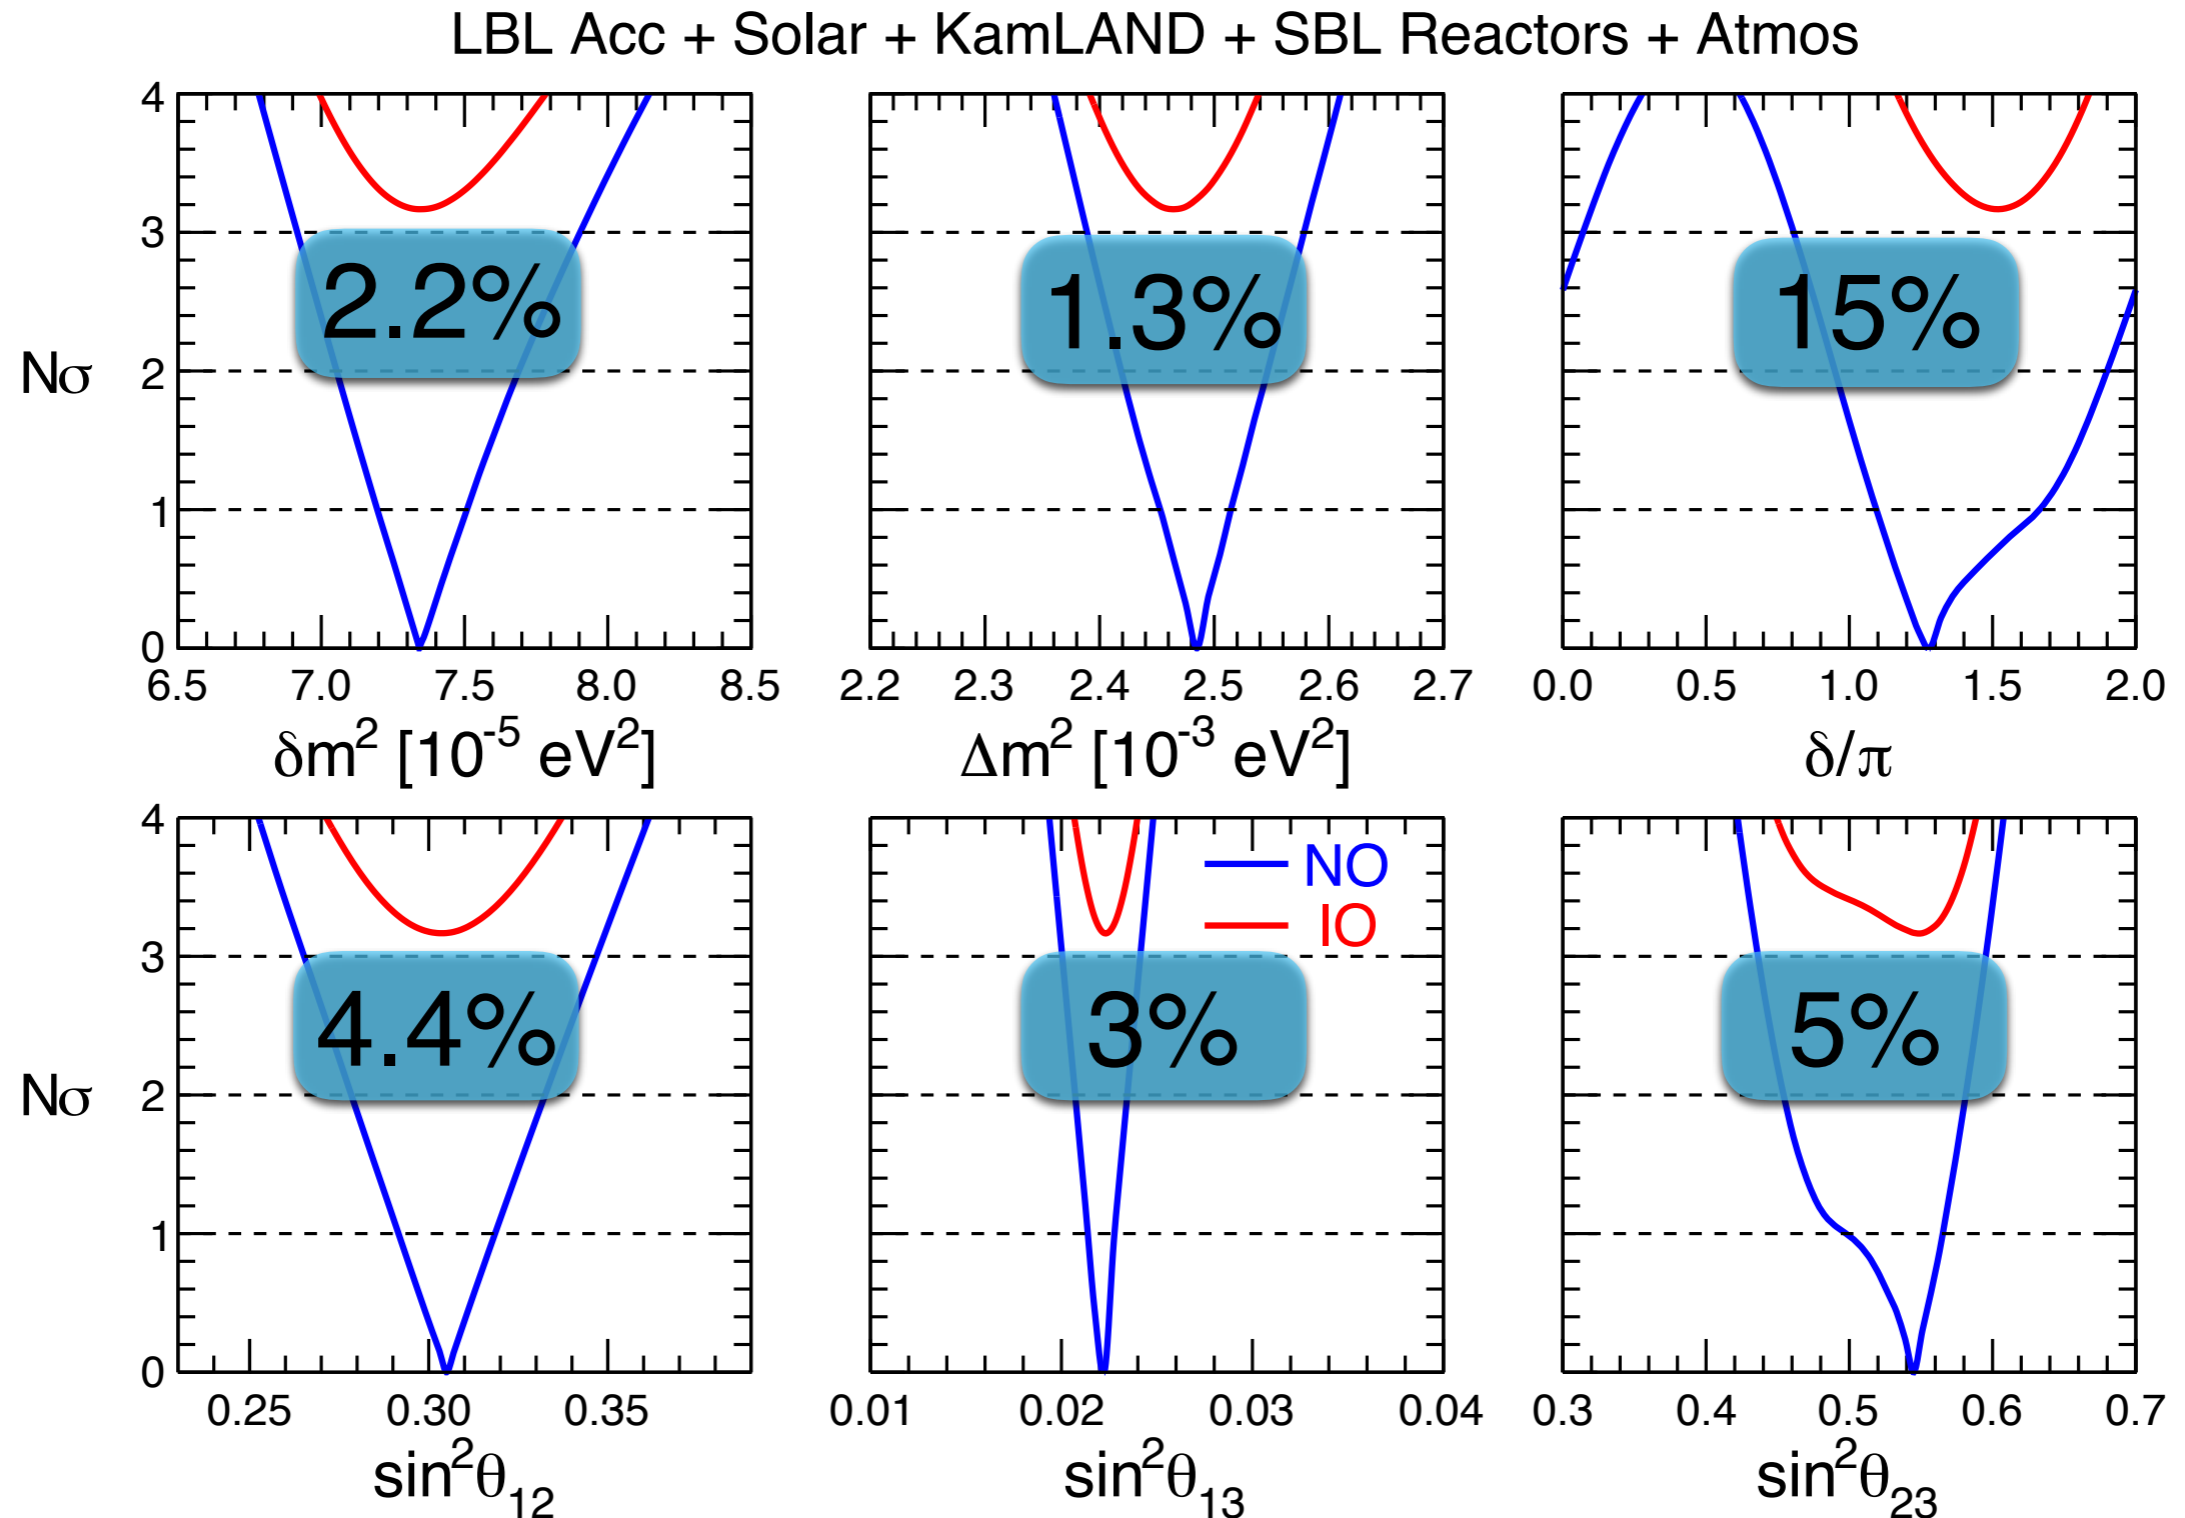 LBL Acc + Solar + KamLAND + SBL Reactors + Atmos
4
3
2
1
0
Nσ
2.2%
1.3%
15%
6.5 7.0 7.5 8.0 8.5
2.2 2.3 2.4 2.5 2.6 2.7
0.0 0.5 1.0 1.5 2.0
δm² [10⁻⁵ eV²]
Δm² [10⁻³ eV²]
δ/π
4
3
2
1
0
Nσ
NO
IO
4.4%
3%
5%
0.25 0.30 0.35
0.01 0.02 0.03 0.04
0.3 0.4 0.5 0.6 0.7
sin²θ₁₂
sin²θ₁₃
sin²θ₂₃